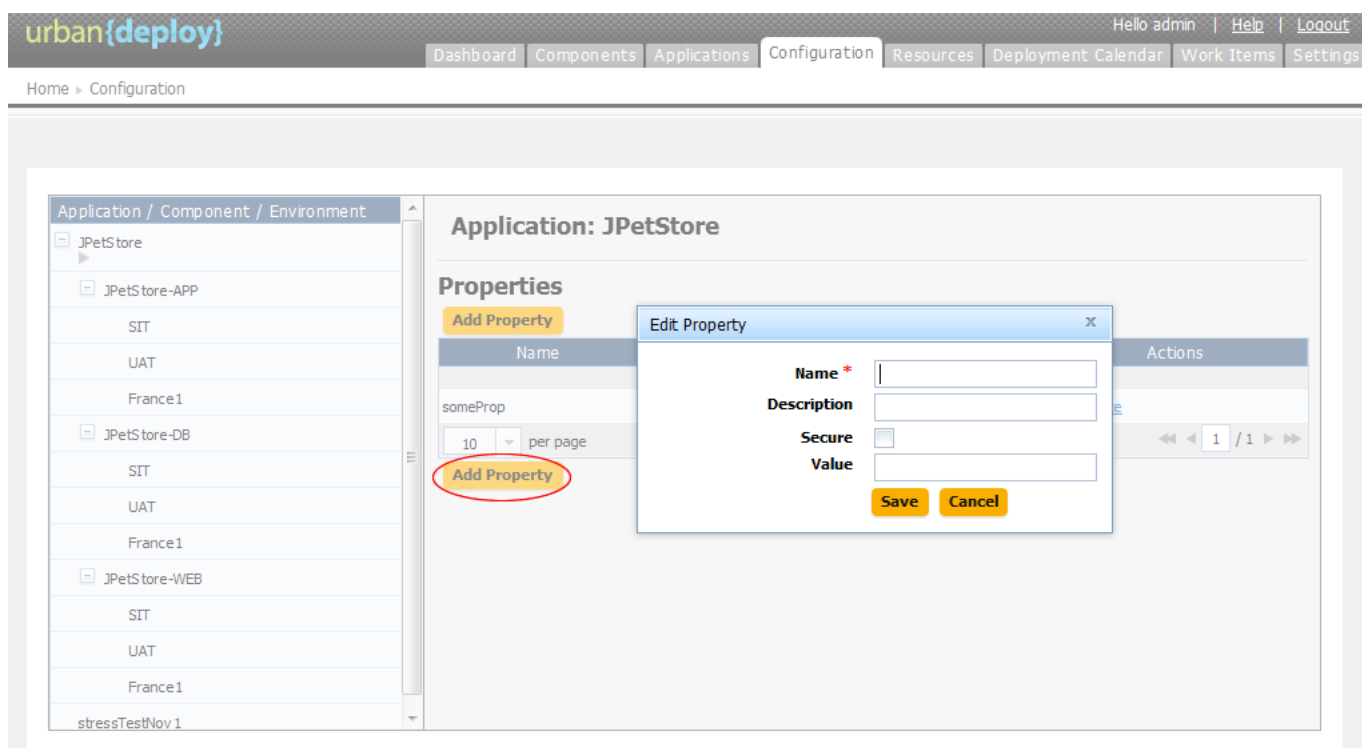 urban{deploy}
Hello admin | Help | Logout
Dashboard Components Applications Configuration Resources Deployment Calendar Work Items Settings
Home Configuration
Application / Component / Environment
JPetStore
JPetStore-APP
SIT
UAT
France1
JPetStore-DB
SIT
UAT
France1
JPetStore-WEB
SIT
UAT
France1
stressTestNov1
Application: JPetStore
Properties
Add Property
Name Actions
someProp
10 per page 1 / 1
Add Property
Edit Property x
Name *
Description
Secure
Value
Save Cancel